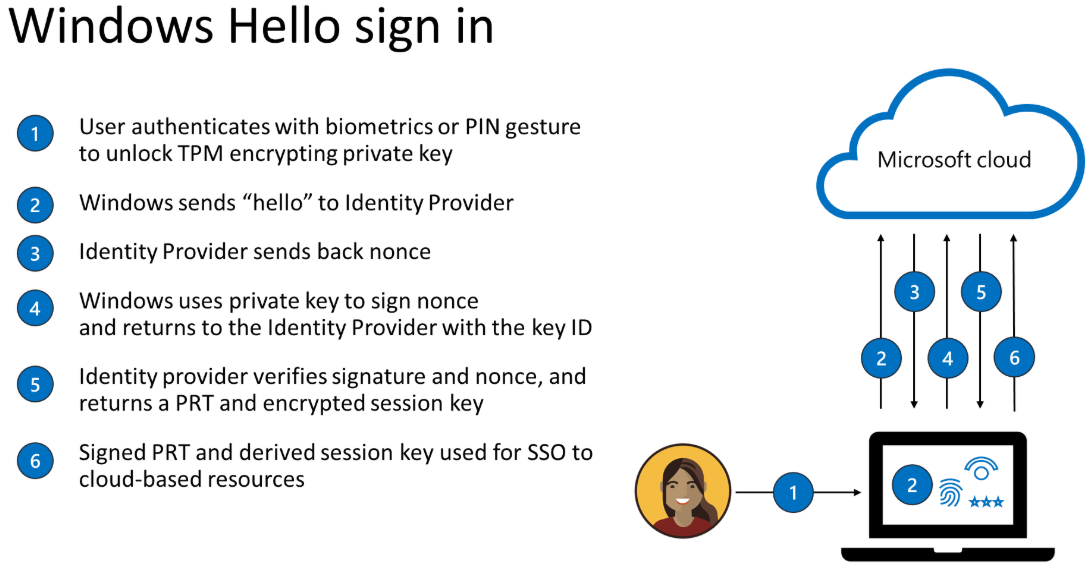 Windows Hello sign in
1 User authenticates with biometrics or PIN gesture
to unlock TPM encrypting private key
2 Windows sends “hello” to Identity Provider
3 Identity Provider sends back nonce
4 Windows uses private key to sign nonce
and returns to the Identity Provider with the key ID
5 Identity provider verifies signature and nonce, and
returns a PRT and encrypted session key
6 Signed PRT and derived session key used for SSO to
cloud-based resources
Microsoft cloud
3 5
2 4 6
1 2